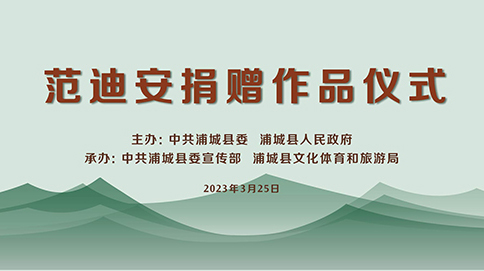 范迪安捐赠作品仪式
主办：中共浦城县委 浦城县人民政府
承办：中共浦城县委宣传部 浦城县文化体育和旅游局
2023年3月25日